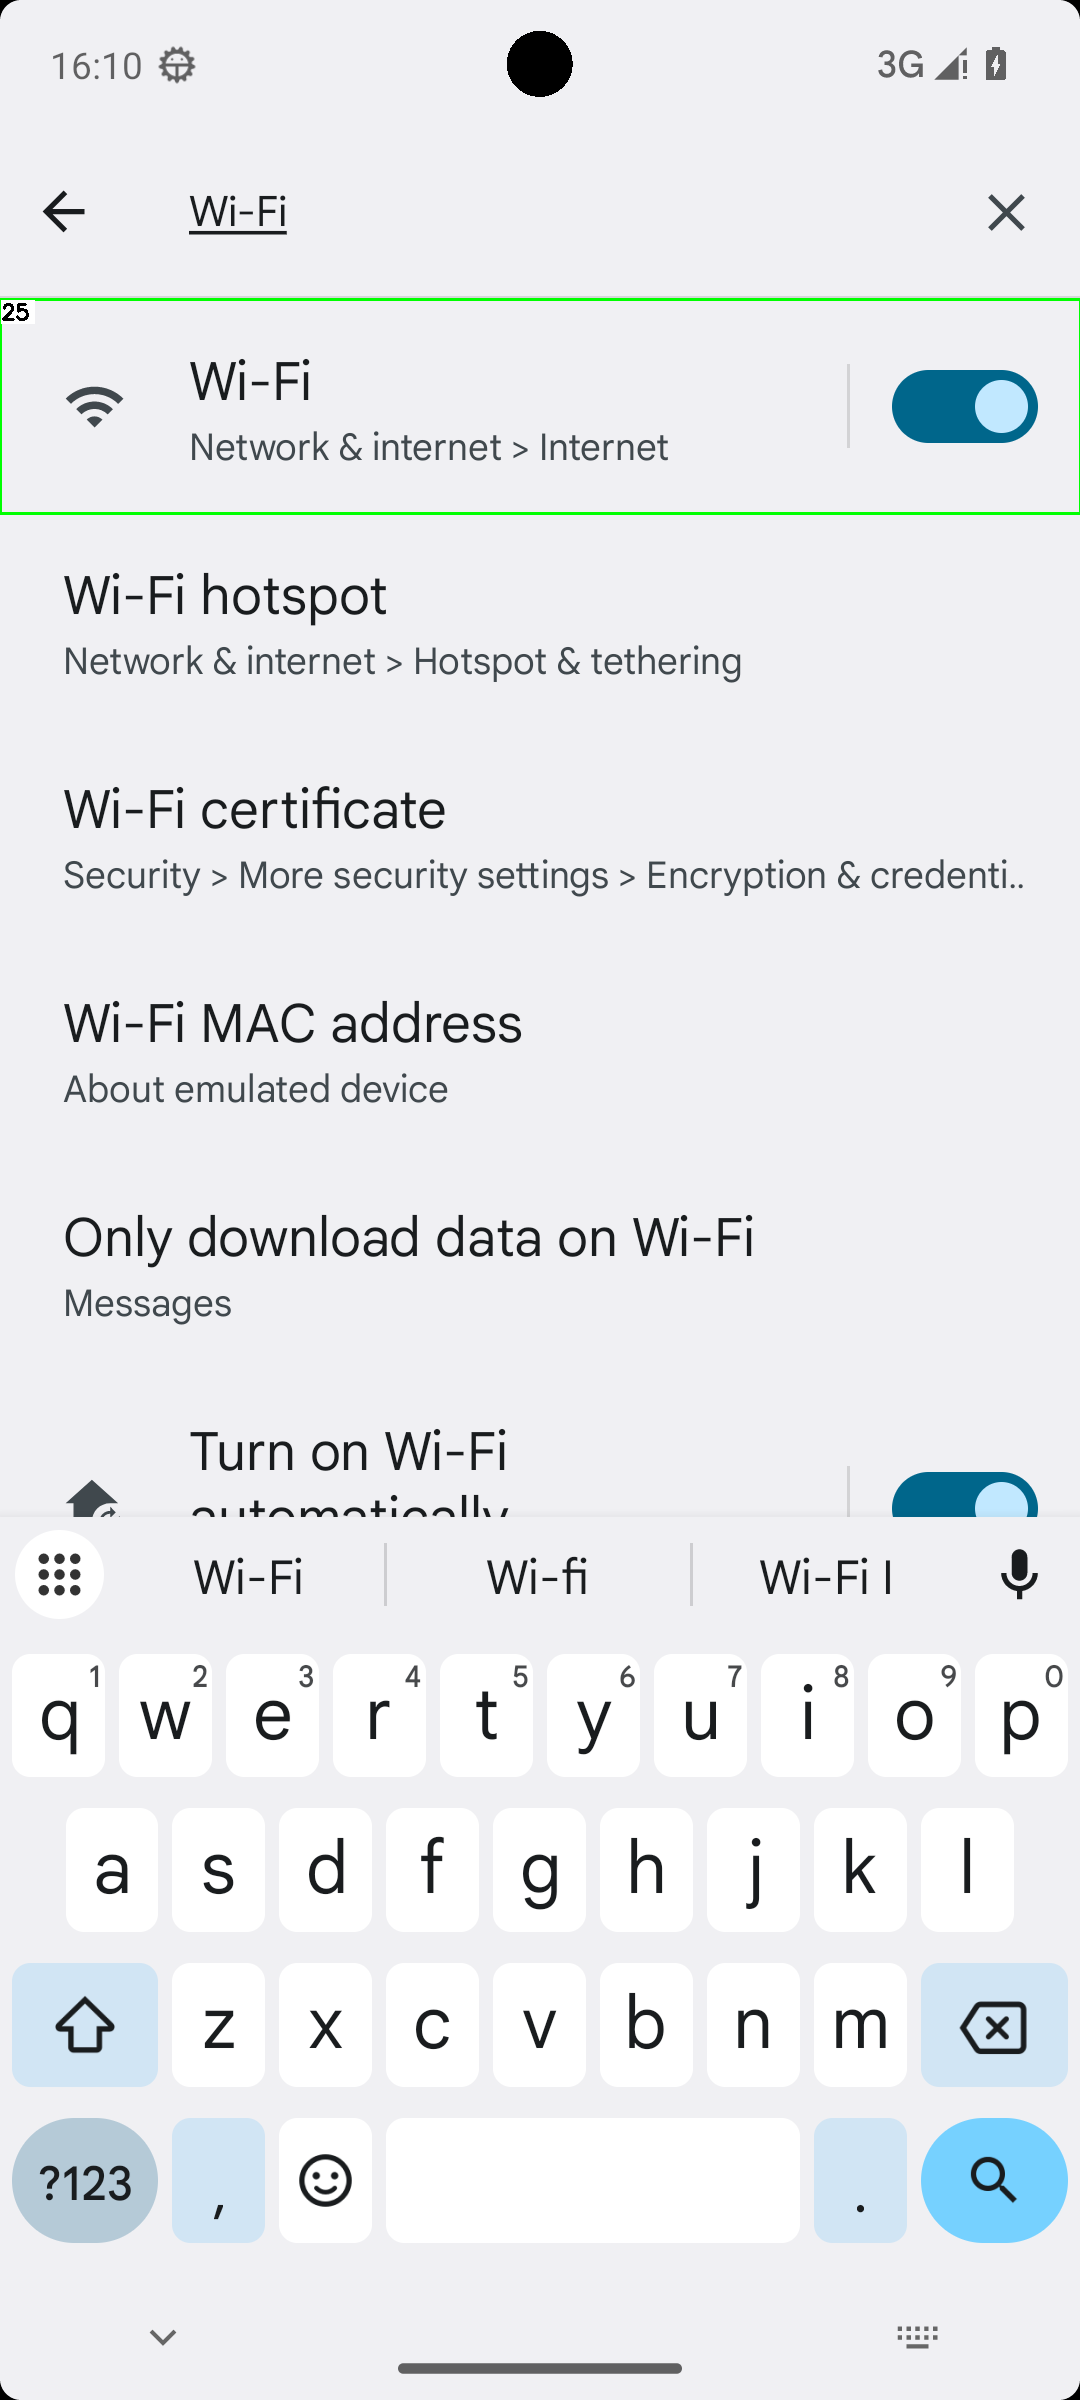 16:10
3G
Wi-Fi
25
Wi-Fi
Network & internet > Internet
Wi-Fi hotspot
Network & internet > Hotspot & tethering
Wi-Fi certificate
Security > More security settings > Encryption & credenti..
Wi-Fi MAC address
About emulated device
Only download data on Wi-Fi
Messages
Turn on Wi-Fi
automatically
Wi-Fi Wi-fi Wi-Fi I
q 1 w 2 e 3 r 4 t 5 y 6 u 7 i 8 o 9 p 0
a s d f g h j k l
z x c v b n m
?123 , .